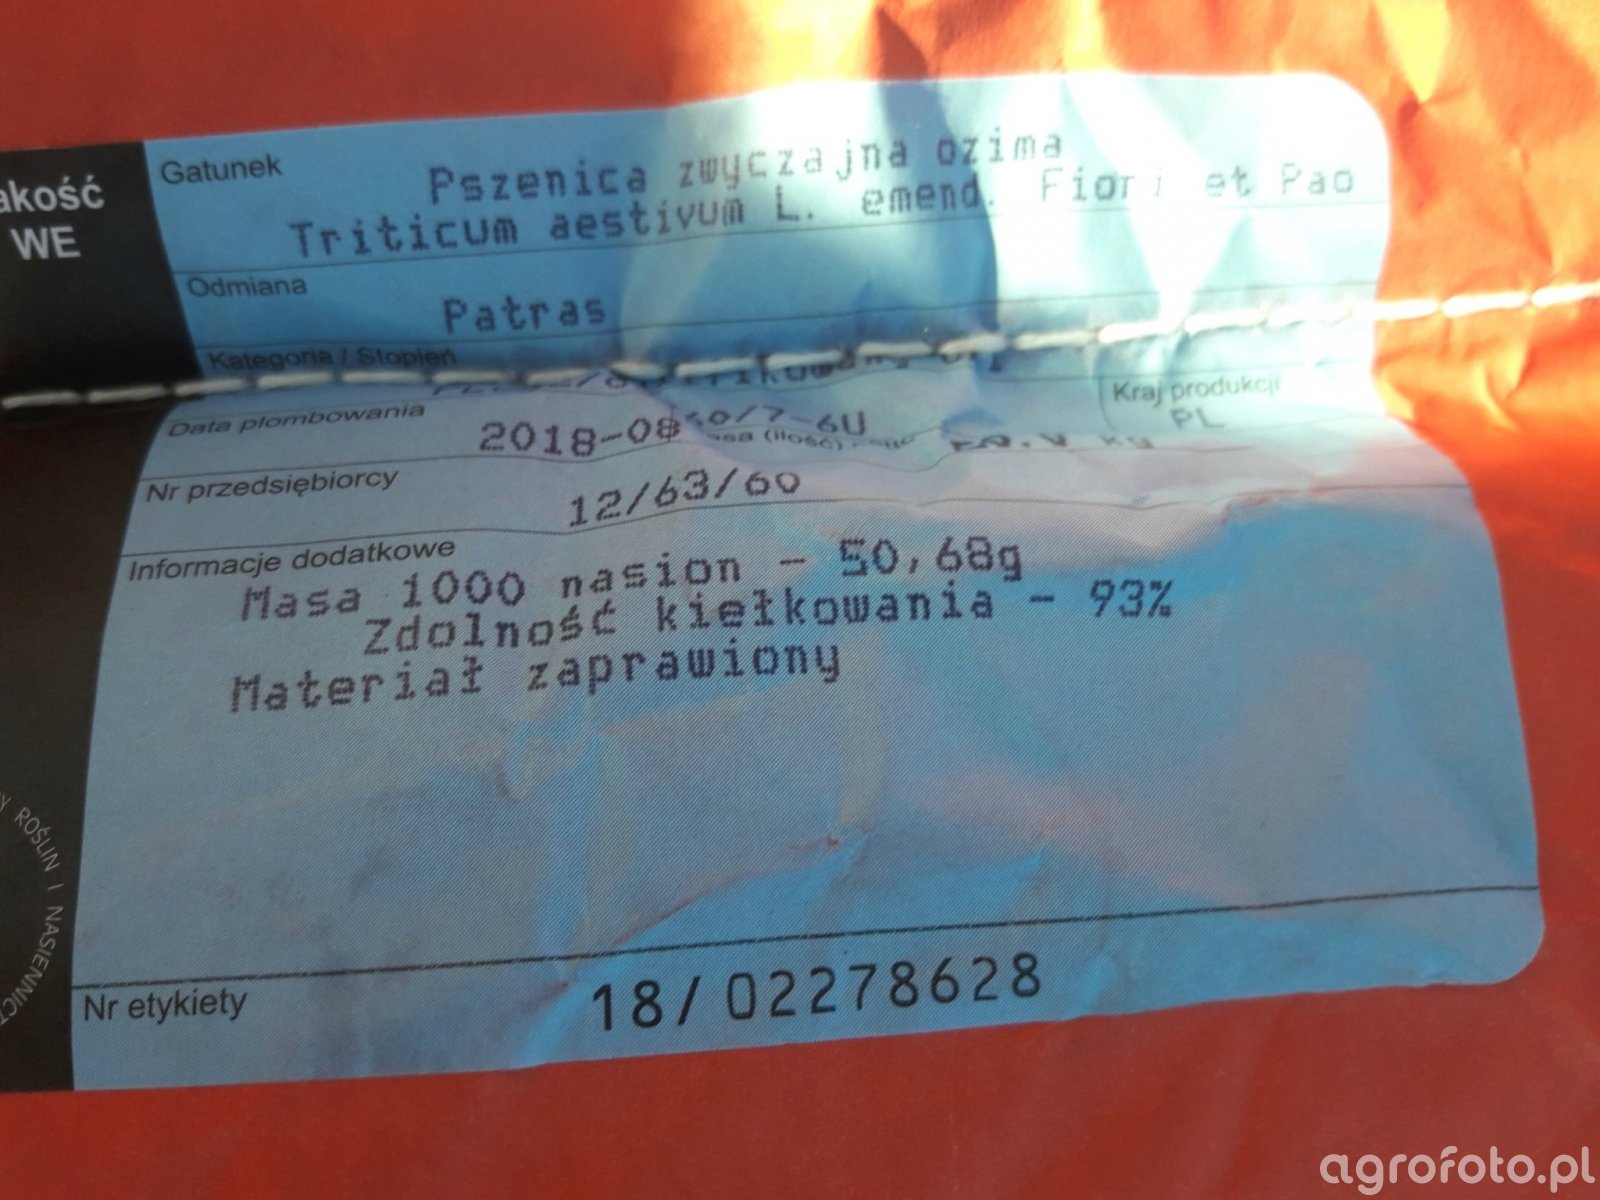 akość
WE
Gatunek
Pszenica zwyczajna ozima
Triticum aestivum L. emend. Fiori et Pao
Odmiana
Patras
Kategoria / Stopień
Data plombowania
2018-08
Kraj produkcji
PL
Nr przedsiębiorcy
12/63/60
Informacje dodatkowe
Masa 1000 nasion - 50,68g
Zdolność kiełkowania - 93%
Materiał zaprawiony
ROŚLIN I NASIENNICT
Nr etykiety
18/02278628
agrofoto.pl